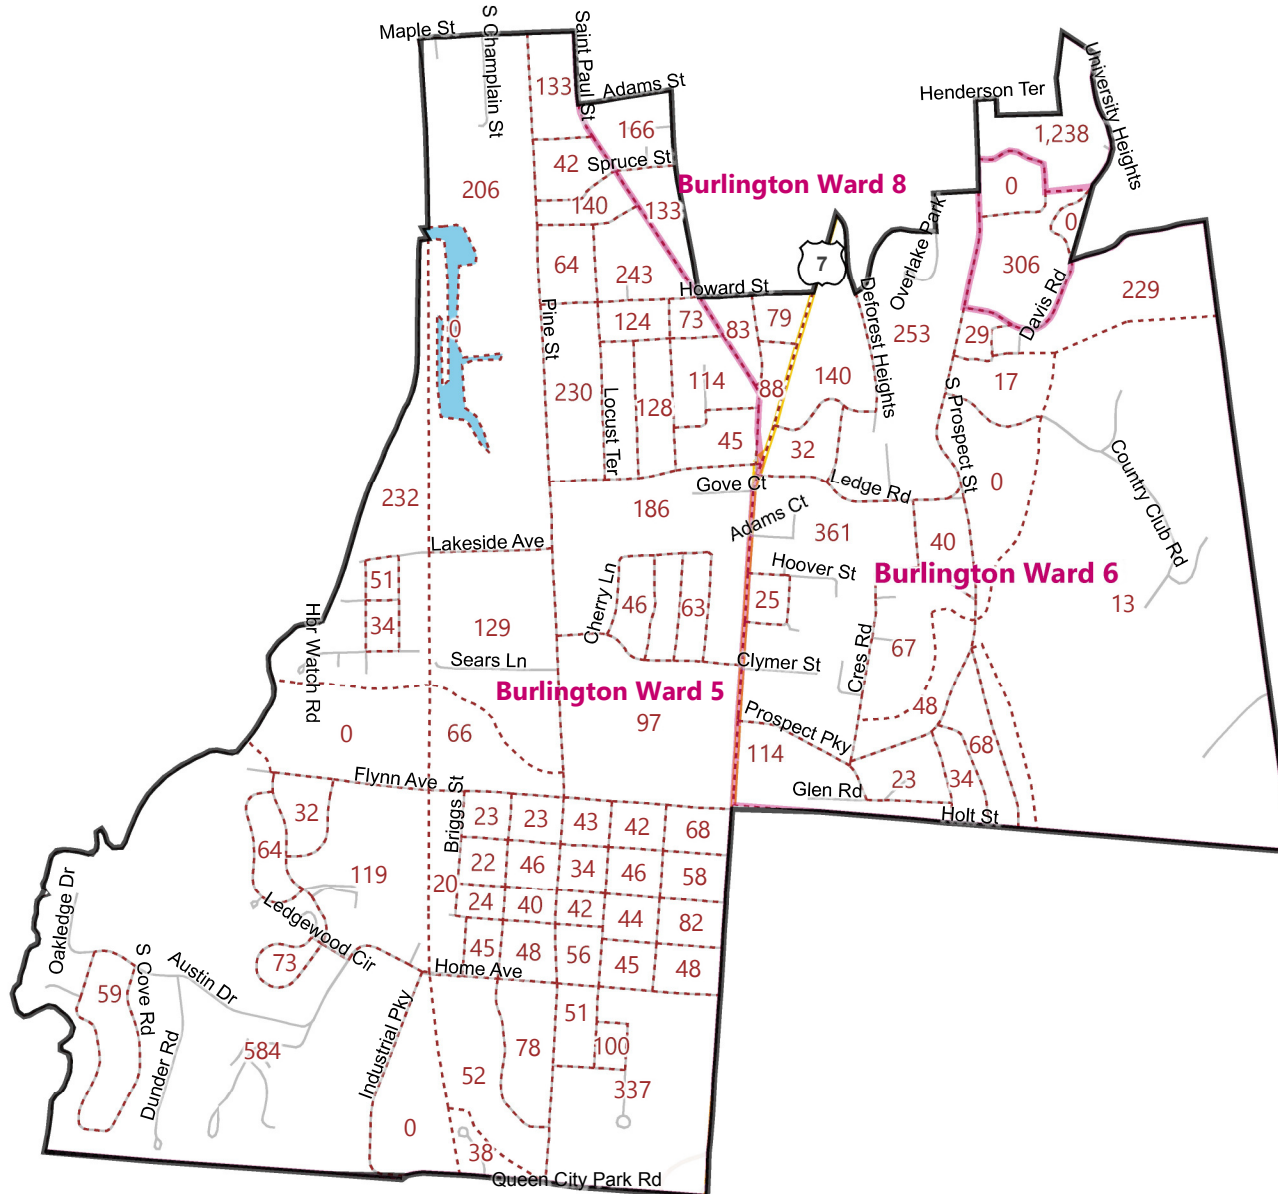 Maple St
S Champlain St
Saint Paul St
Adams St
Henderson Ter
University Heights
133
166
1,238
42
Spruce St
Burlington Ward 8
0
206
140
133
Overlake Park
0
64
243
7
306
Davis Rd
229
Howard St
Deforest Heights
0
Pine St
124
73
83
79
253
29
114
88
140
17
230
Locust Ter
128
S Prospect St
45
32
Country Club Rd
232
Gove Ct
Ledge Rd
0
186
Adams Ct
361
40
Lakeside Ave
Hoover St
Burlington Ward 6
51
Cherry Ln
46
63
25
13
34
Hbr Watch Rd
129
67
Sears Ln
Clymer St
Cres Rd
Burlington Ward 5
48
0
66
97
Prospect Pky
114
68
Flynn Ave
Glen Rd
23
34
Holt St
Briggs St
32
23
23
43
42
68
64
119
22
46
34
46
58
20
Oakledge Dr
Ledgewood Cir
24
40
42
44
82
S Cove Rd
Austin Dr
73
45
48
56
45
48
Home Ave
59
Industrial Pky
51
Dunder Rd
584
78
100
52
337
0
38
Queen City Park Rd